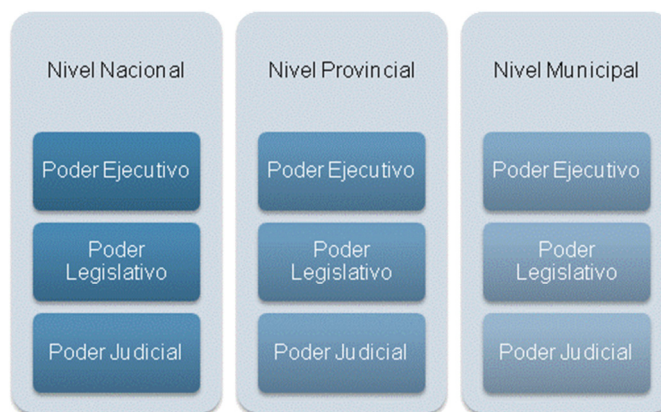 Nivel Nacional
Poder Ejecutivo
Poder
Legislativo
Poder Judicial
Nivel Provincial
Poder Ejecutivo
Poder
Legislativo
Poder Judicial
Nivel Municipal
Poder Ejecutivo
Poder
Legislativo
Poder Judicial